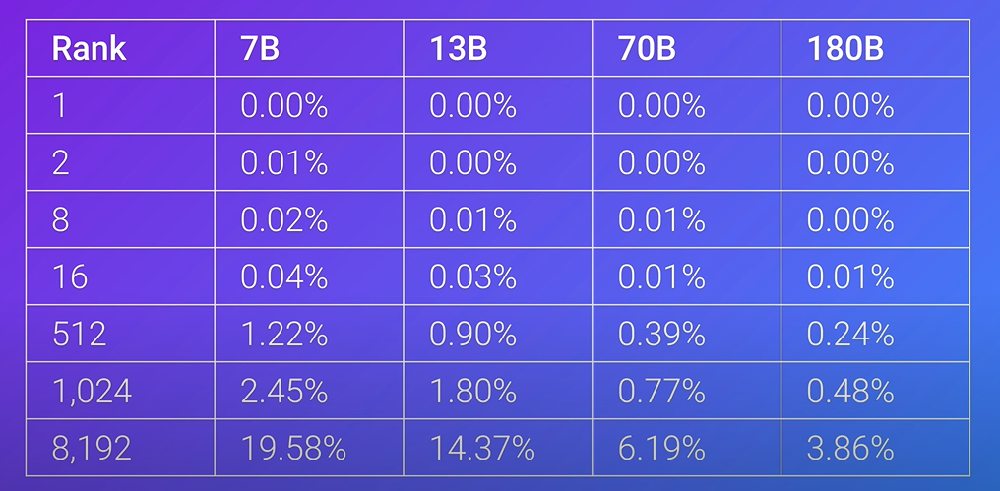 Rank 7B 13B 70B 180B
1 0.00% 0.00% 0.00% 0.00%
2 0.01% 0.00% 0.00% 0.00%
8 0.02% 0.01% 0.01% 0.00%
16 0.04% 0.03% 0.01% 0.01%
512 1.22% 0.90% 0.39% 0.24%
1,024 2.45% 1.80% 0.77% 0.48%
8,192 19.58% 14.37% 6.19% 3.86%